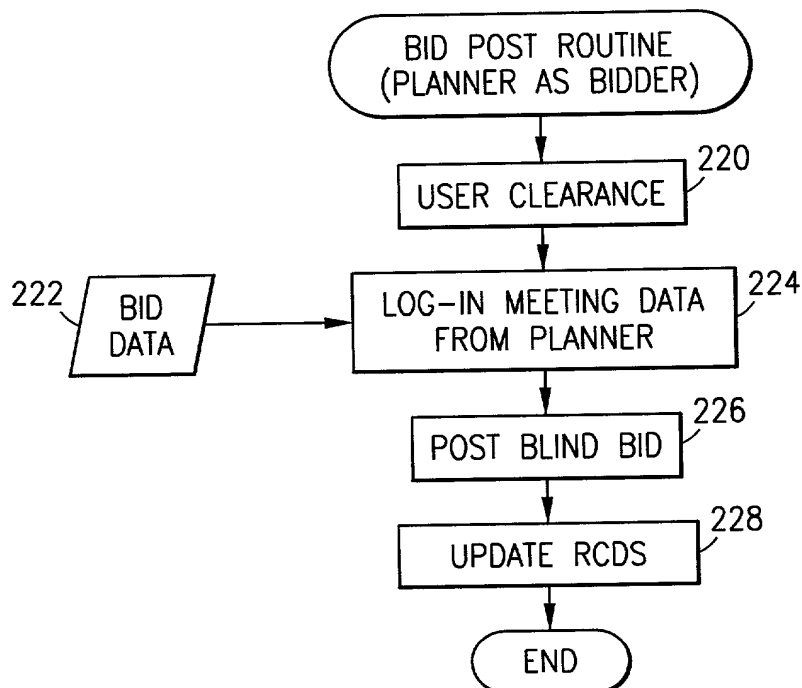 BID POST ROUTINE
(PLANNER AS BIDDER)
220
USER CLEARANCE
222
BID
DATA
224
LOG-IN MEETING DATA
FROM PLANNER
226
POST BLIND BID
228
UPDATE RCDS
END